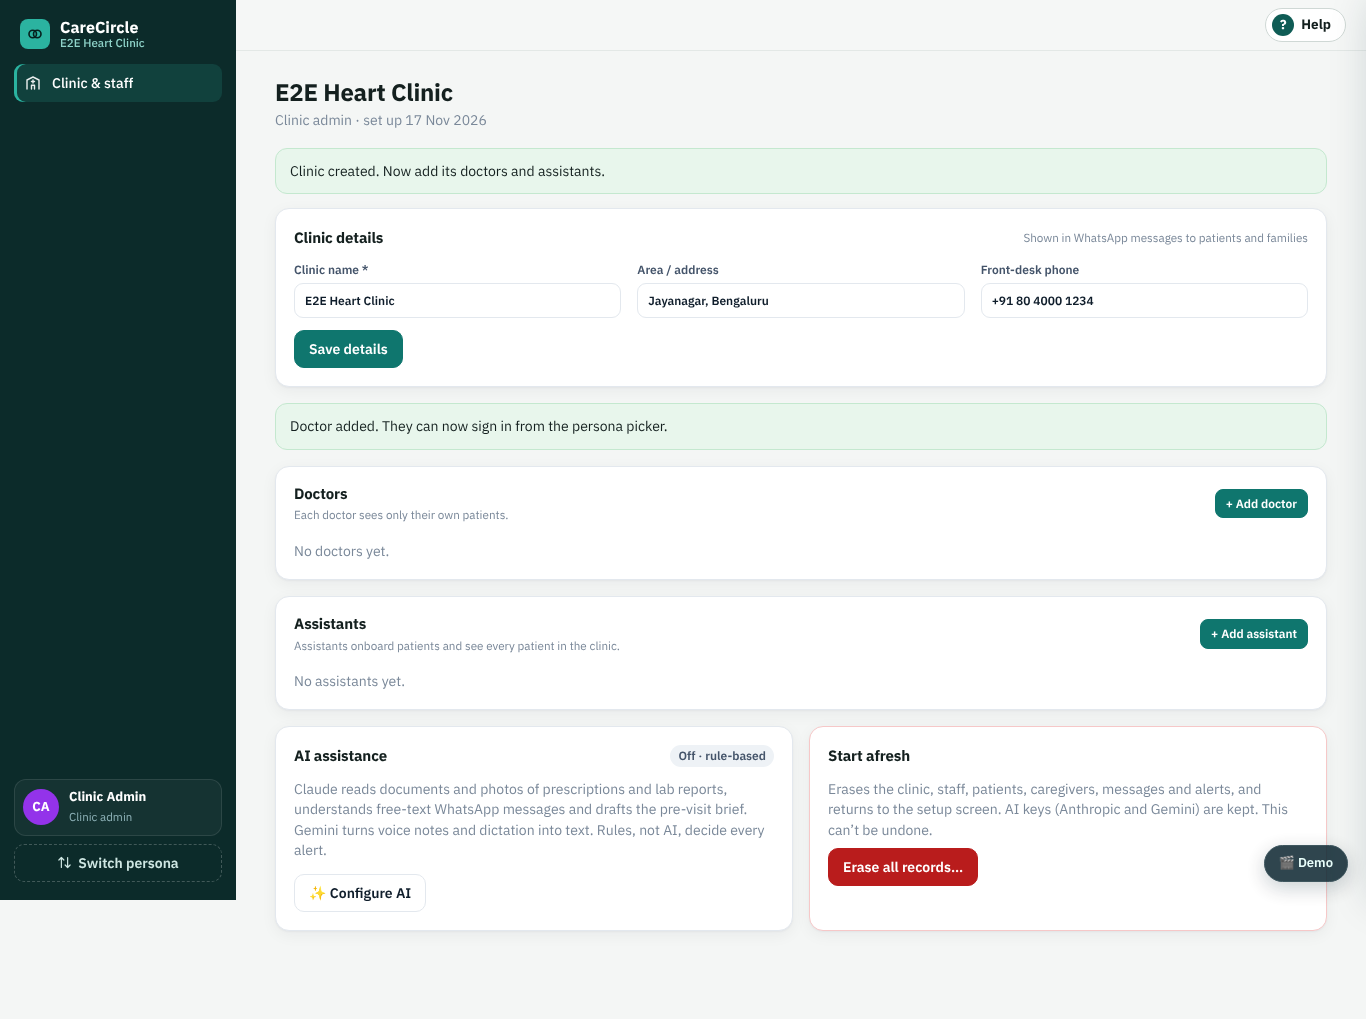 CareCircle
E2E Heart Clinic
Clinic & staff
Clinic Admin
CA
Clinic admin
Switch persona
? Help
E2E Heart Clinic
Clinic admin · set up 17 Nov 2026
Clinic created. Now add its doctors and assistants.
Clinic details
Shown in WhatsApp messages to patients and families
Clinic name *
Area / address
Front-desk phone
E2E Heart Clinic
Jayanagar, Bengaluru
+91 80 4000 1234
Save details
Doctor added. They can now sign in from the persona picker.
Doctors
Each doctor sees only their own patients.
+ Add doctor
No doctors yet.
Assistants
Assistants onboard patients and see every patient in the clinic.
+ Add assistant
No assistants yet.
AI assistance
Off · rule-based
Claude reads documents and photos of prescriptions and lab reports,
understands free-text WhatsApp messages and drafts the pre-visit brief.
Gemini turns voice notes and dictation into text. Rules, not AI, decide every
alert.
✨ Configure AI
Start afresh
Erases the clinic, staff, patients, caregivers, messages and alerts, and
returns to the setup screen. AI keys (Anthropic and Gemini) are kept. This
can’t be undone.
Erase all records…
🎬 Demo